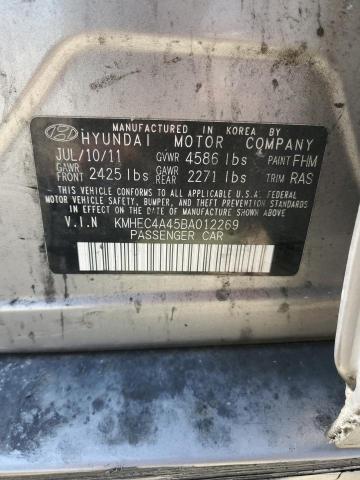 MANUFACTURED IN KOREA BY
HYUNDAI MOTOR COMPANY
JUL/10/11 GVWR 4586 lbs PAINT FHM
GAWR FRONT 2425 lbs GAWR REAR 2271 lbs TRIM RAS
THIS VEHICLE CONFORMS TO ALL APPLICABLE U.S.A. FEDERAL
MOTOR VEHICLE SAFETY, BUMPER, AND THEFT PREVENTION
STANDARDS IN EFFECT ON THE DATE OF MANUFACTURE SHOWN ABOVE.
V.I.N KMHEC4A45BA012269
PASSENGER CAR